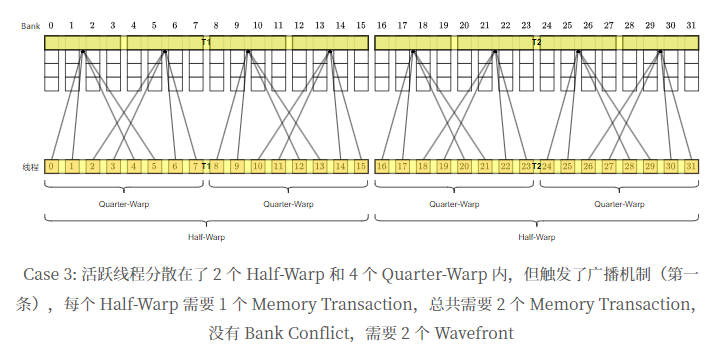 Bank 0 1 2 3 4 5 6 7 8 9 10 11 12 13 14 15 16 17 18 19 20 21 22 23 24 25 26 27 28 29 30 31
T1 T2
线程 0 1 2 3 4 5 6 7 T1 8 9 10 11 12 13 14 15 16 17 18 19 20 21 22 23 T2 24 25 26 27 28 29 30 31
Quarter-Warp Quarter-Warp Quarter-Warp Quarter-Warp
Half-Warp Half-Warp
Case 3: 活跃线程分散在了 2 个 Half-Warp 和 4 个 Quarter-Warp 内，但触发了广播机制（第一
条），每个 Half-Warp 需要 1 个 Memory Transaction，总共需要 2 个 Memory Transaction，
没有 Bank Conflict，需要 2 个 Wavefront